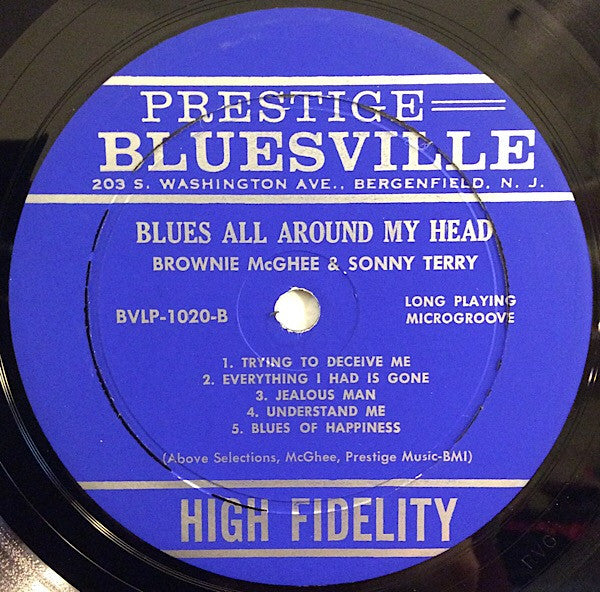 PRESTIGE
BLUESVILLE
203 S. WASHINGTON AVE., BERGENFIELD, N. J.
BLUES ALL AROUND MY HEAD
BROWNIE McGHEE & SONNY TERRY
BVLP-1020-B
LONG PLAYING
MICROGROOVE
1. TRYING TO DECEIVE ME
2. EVERYTHING I HAD IS GONE
3. JEALOUS MAN
4. UNDERSTAND ME
5. BLUES OF HAPPINESS
(Above Selections, McGhee, Prestige Music-BMI)
HIGH FIDELITY